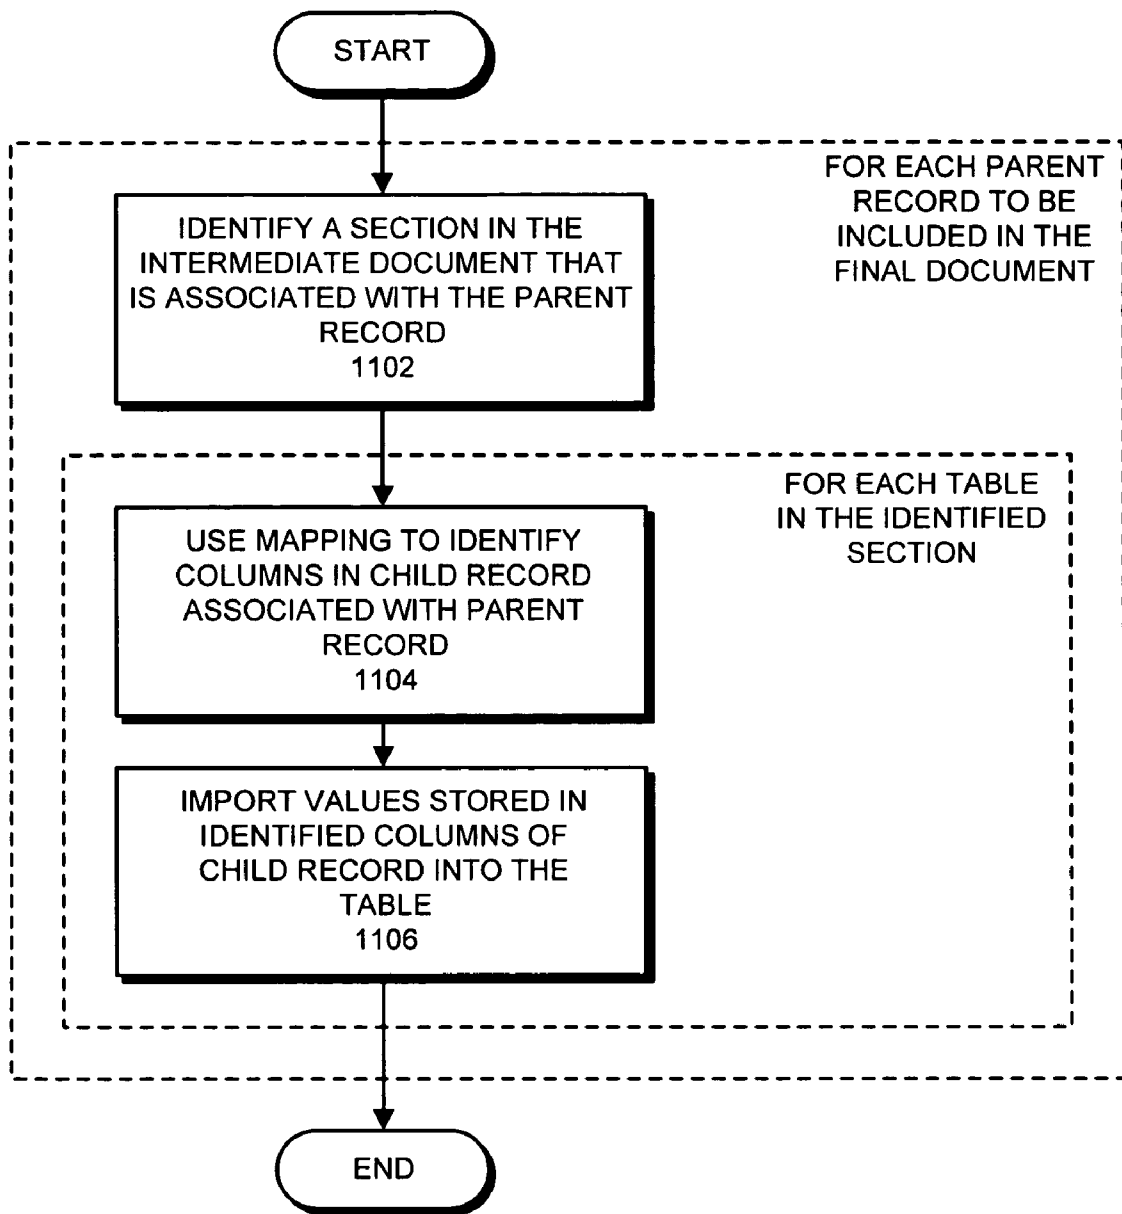 START
FOR EACH PARENT
RECORD TO BE
INCLUDED IN THE
FINAL DOCUMENT
IDENTIFY A SECTION IN THE
INTERMEDIATE DOCUMENT THAT
IS ASSOCIATED WITH THE PARENT
RECORD
1102
FOR EACH TABLE
IN THE IDENTIFIED
SECTION
USE MAPPING TO IDENTIFY
COLUMNS IN CHILD RECORD
ASSOCIATED WITH PARENT
RECORD
1104
IMPORT VALUES STORED IN
IDENTIFIED COLUMNS OF
CHILD RECORD INTO THE
TABLE
1106
END